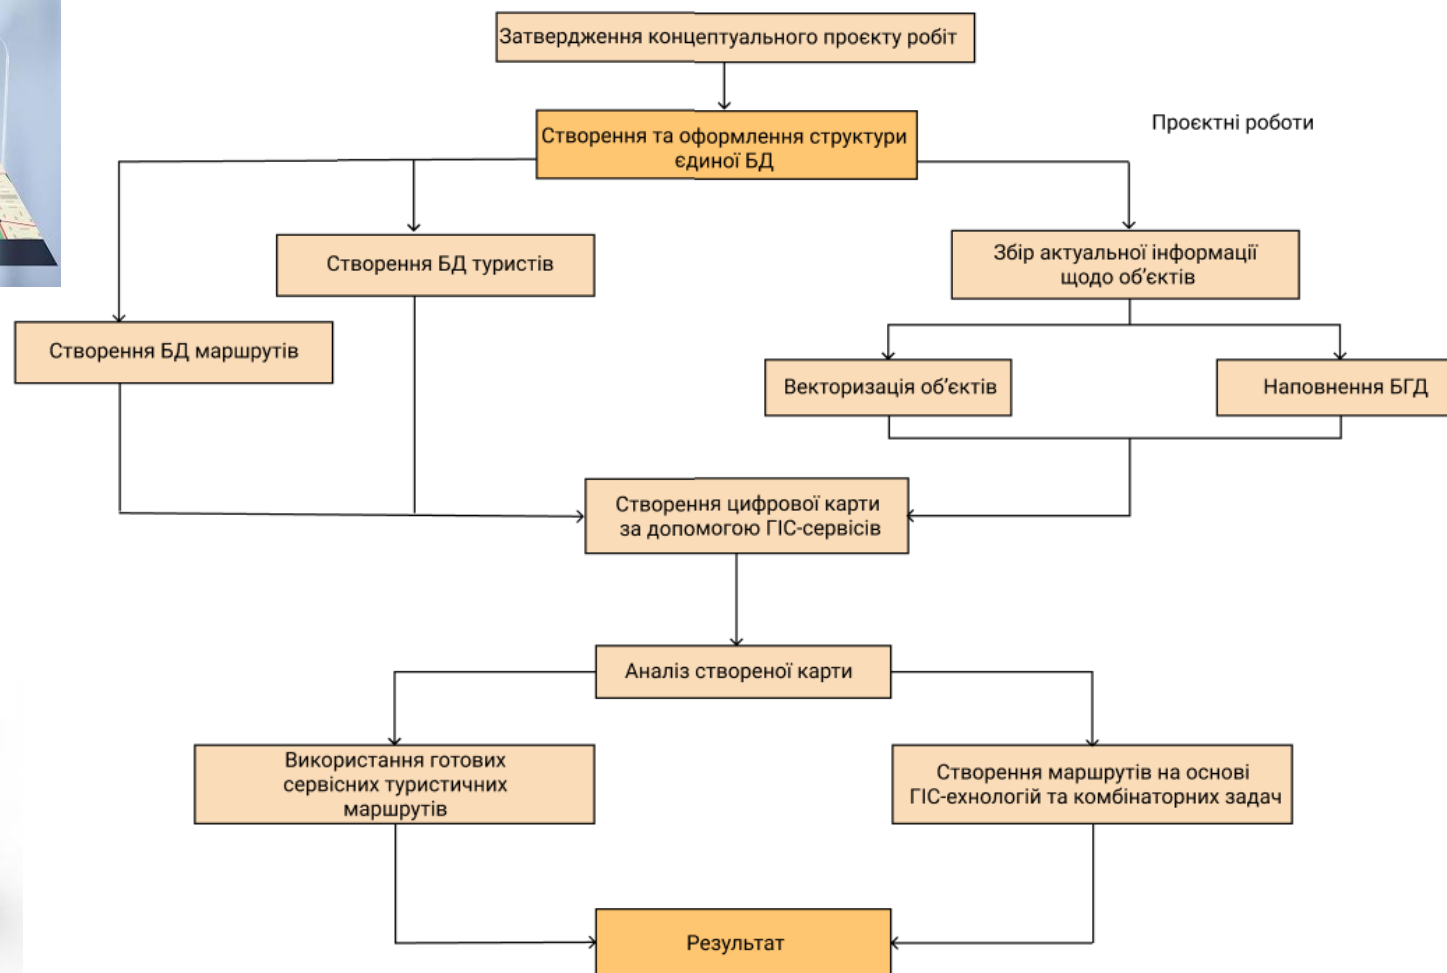 Затвердження концептуального проєкту робіт
Створення та оформлення структури
єдиної БД
Проєктні роботи
Створення БД туристів
Збір актуальної інформації
щодо об’єктів
Створення БД маршрутів
Векторизація об’єктів
Наповнення БГД
Створення цифрової карти
за допомогою ГІС-сервісів
Аналіз створеної карти
Використання готових
сервісних туристичних
маршрутів
Створення маршрутів на основі
ГІС-ехнологій та комбінаторних задач
Результат